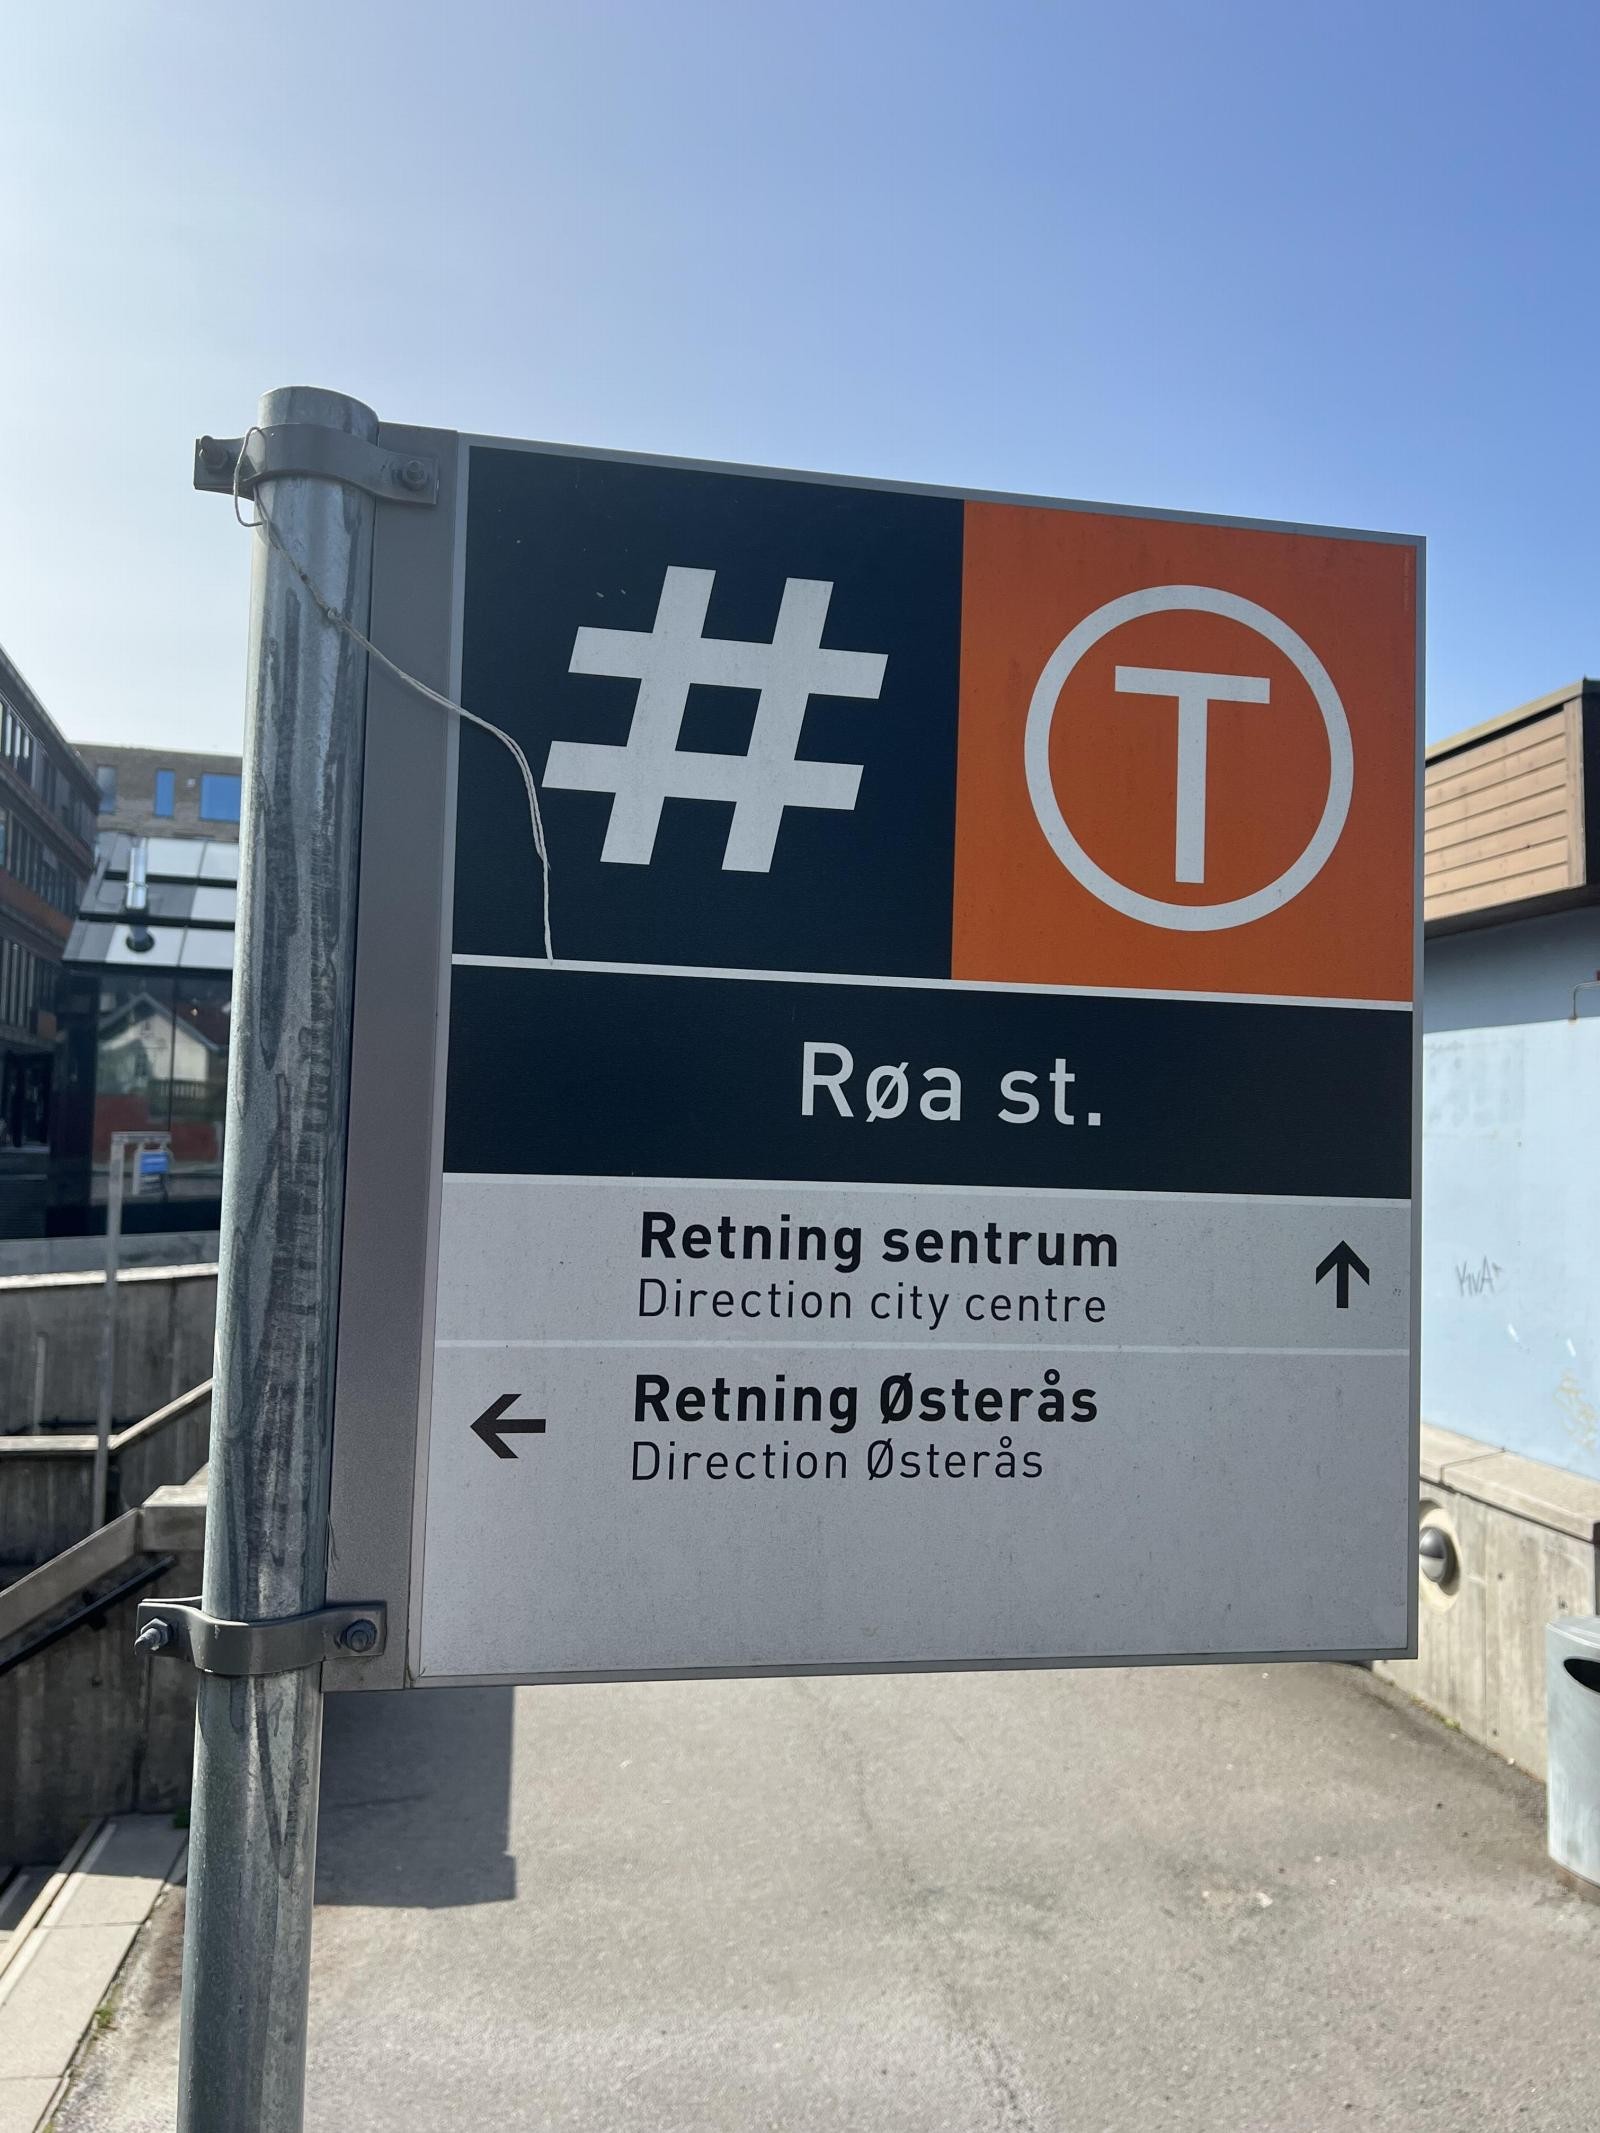 # T
Røa st.
Retning sentrum ↑
Direction city centre
← Retning Østerås
Direction Østerås